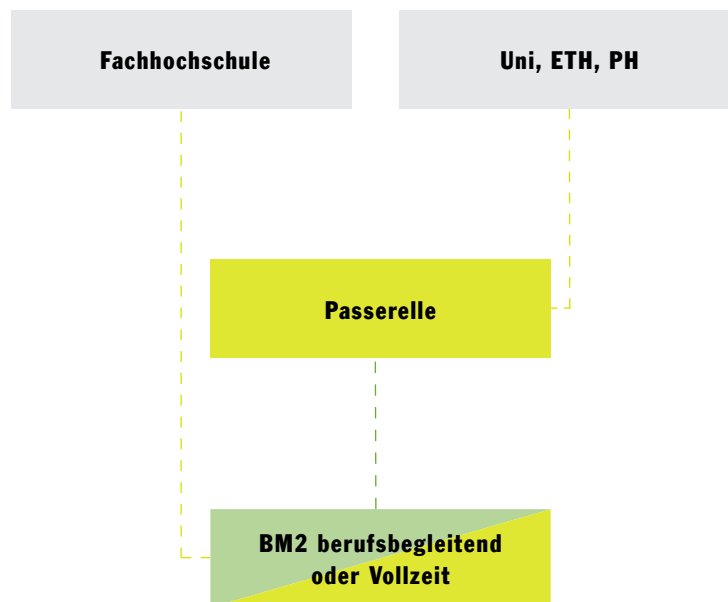 Fachhochschule
Uni, ETH, PH
Passerelle
BM2 berufsbegleitend
oder Vollzeit